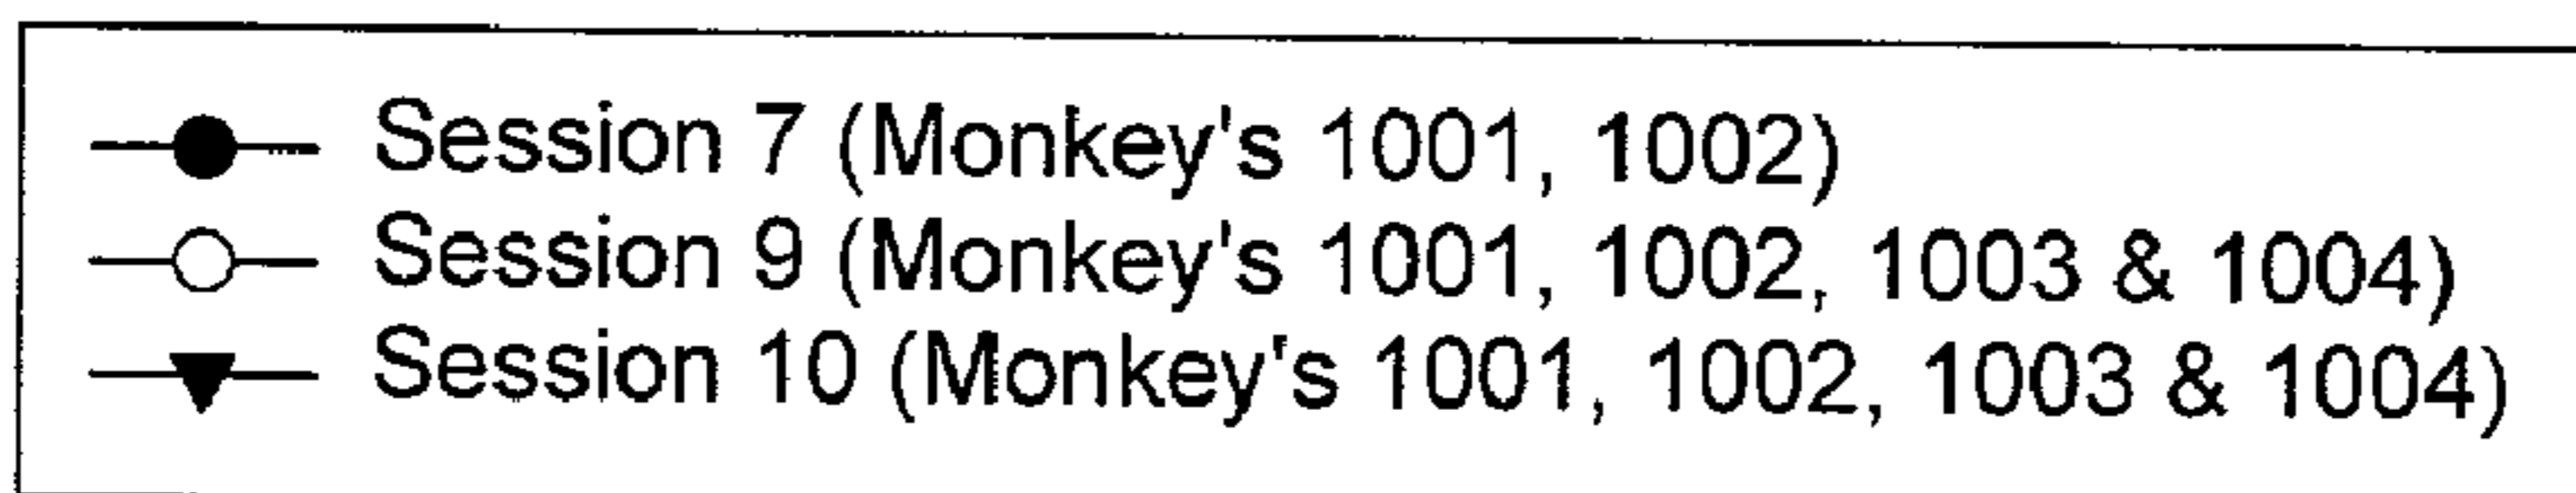 Session 7 (Monkey's 1001, 1002)
Session 9 (Monkey's 1001, 1002, 1003 & 1004)
Session 10 (Monkey's 1001, 1002, 1003 & 1004)